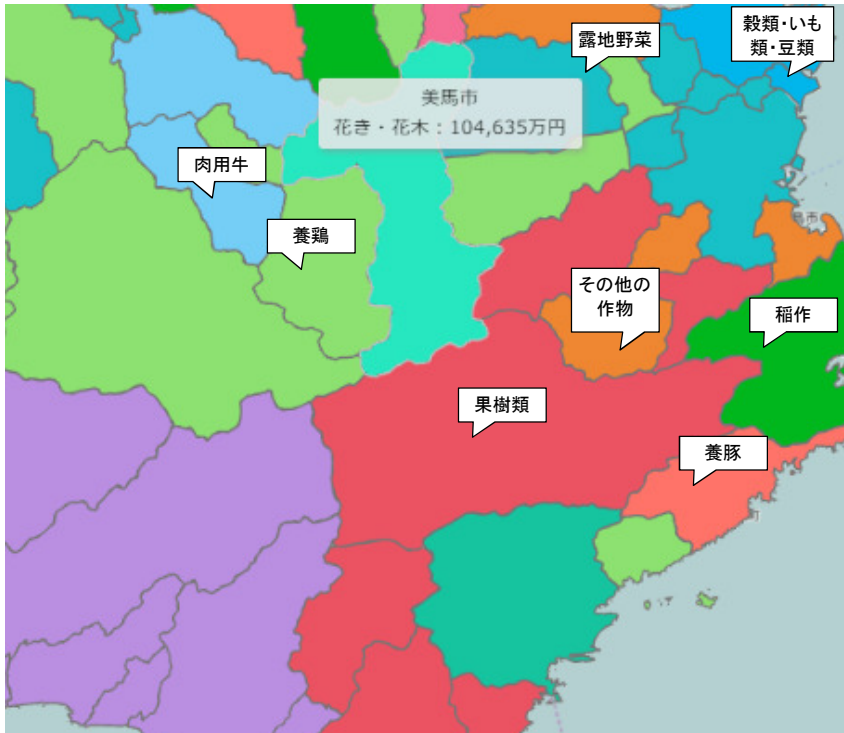 露地野菜
穀類・いも
類・豆類
美馬市
花き・花木：104,635万円
肉用牛
養鶏
島市
その他の
作物
稲作
果樹類
養豚